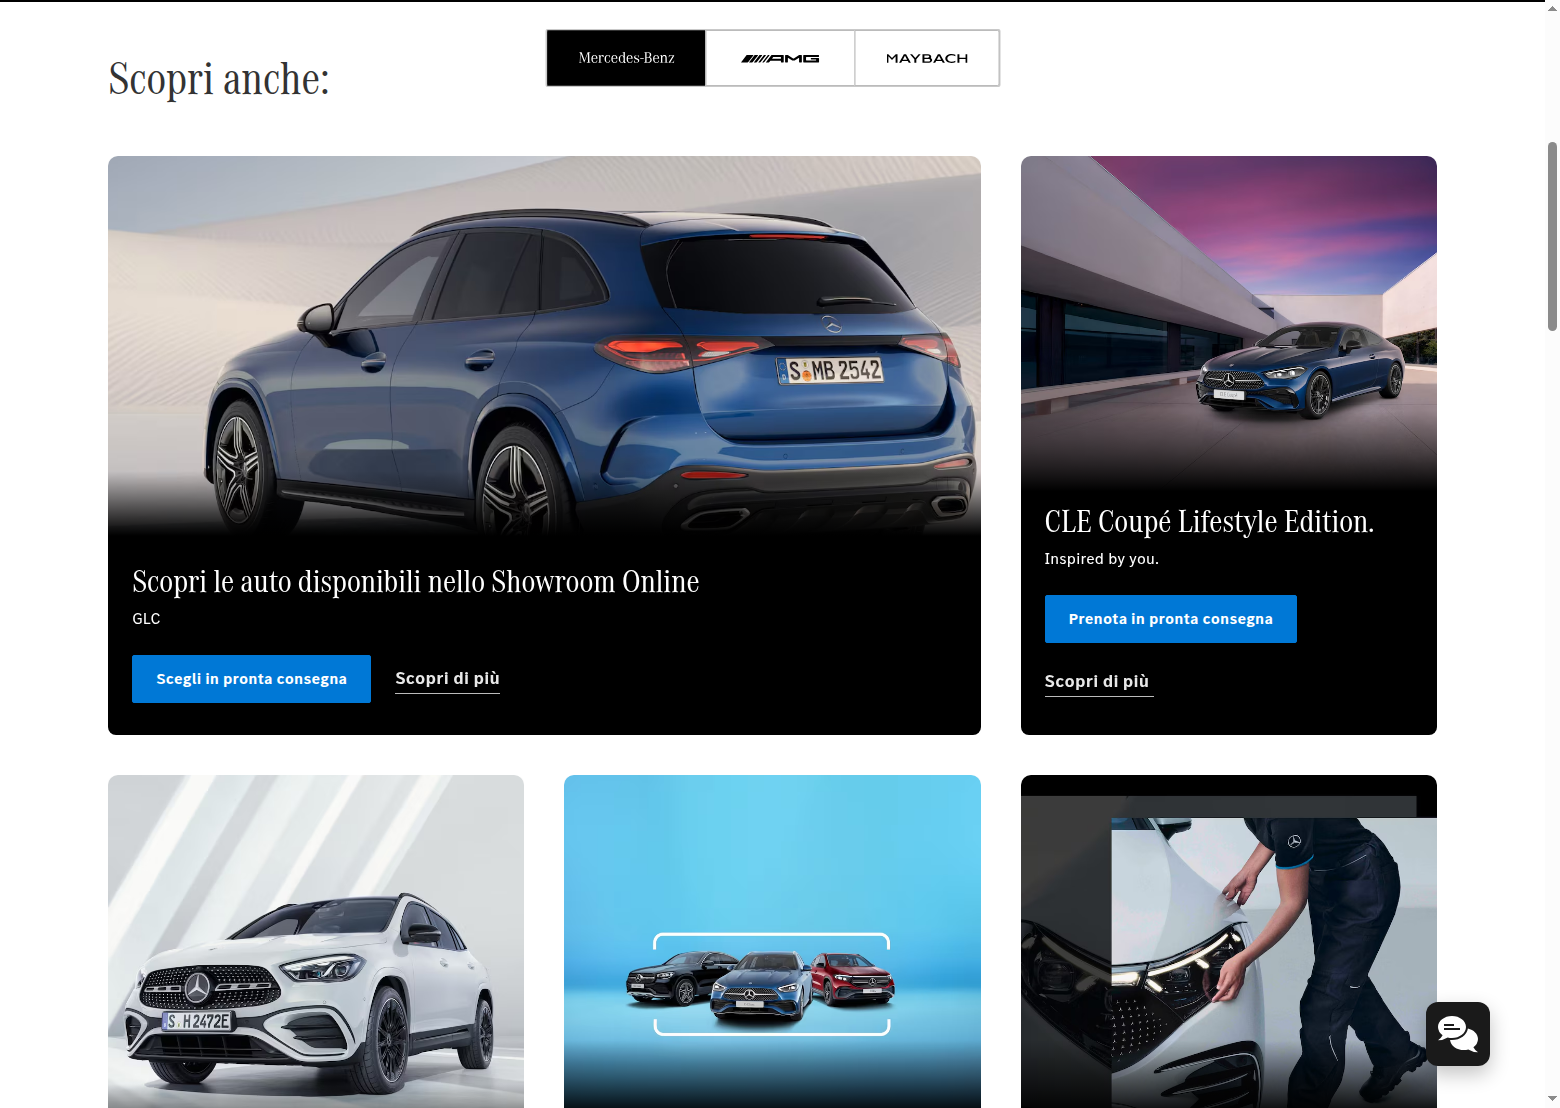 Scopri anche:
Mercedes-Benz
AMG
MAYBACH
S MB 2542
Scopri le auto disponibili nello Showroom Online
GLC
Scegli in pronta consegna
Scopri di più
CLE Coupé Lifestyle Edition.
Inspired by you.
Prenota in pronta consegna
Scopri di più
S H 2472E